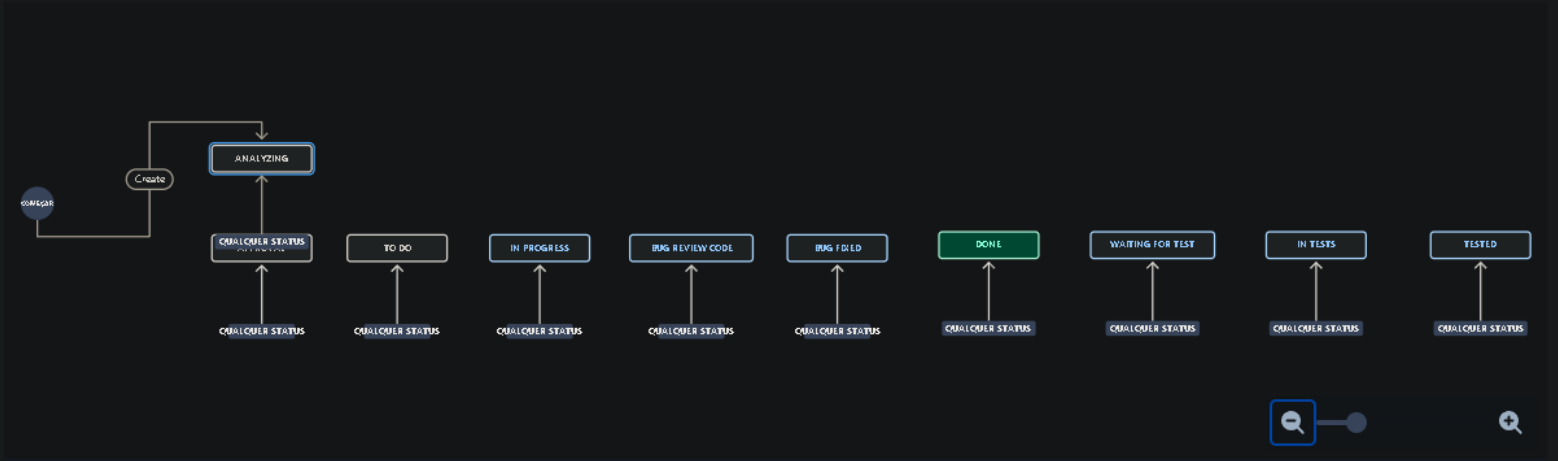 ANALYZING
Create
COMEÇAR
QUALQUER STATUS
TO DO
IN PROGRESS
BUG REVIEW CODE
BUG FIXED
DONE
WAITING FOR TEST
IN TESTS
TESTED
QUALQUER STATUS
QUALQUER STATUS
QUALQUER STATUS
QUALQUER STATUS
QUALQUER STATUS
QUALQUER STATUS
QUALQUER STATUS
QUALQUER STATUS
QUALQUER STATUS